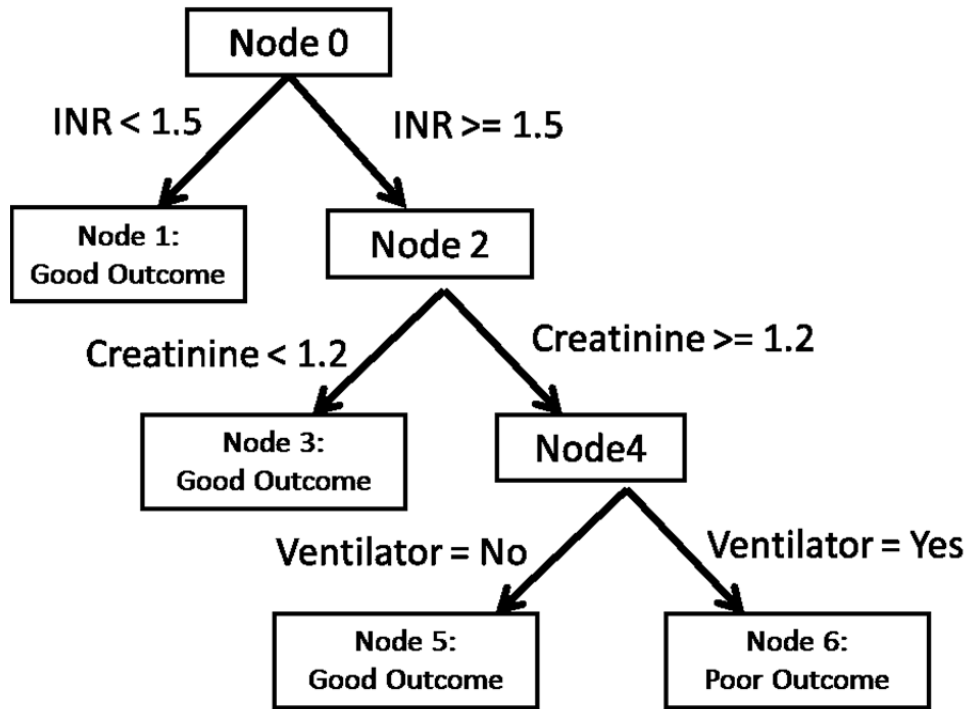 Node 0
INR < 1.5
INR >= 1.5
Node 1:
Good Outcome
Node 2
Creatinine < 1.2
Creatinine >= 1.2
Node 3:
Good Outcome
Node4
Ventilator = No
Ventilator = Yes
Node 5:
Good Outcome
Node 6:
Poor Outcome